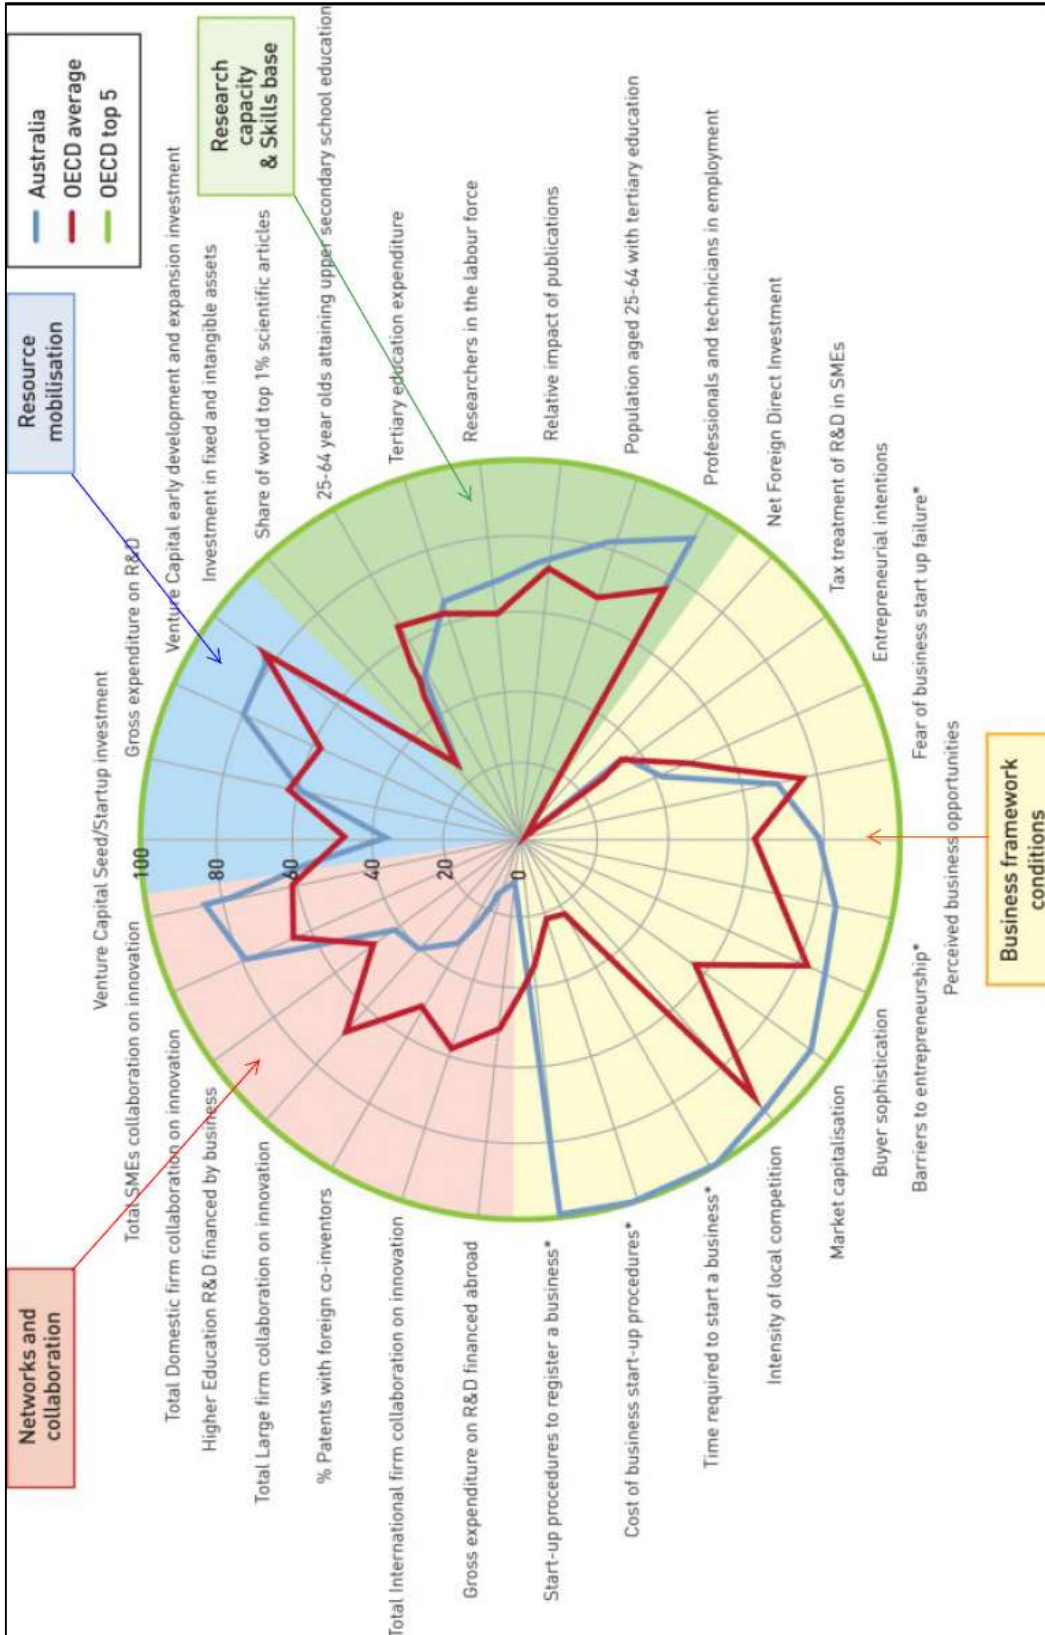 Networks and
collaboration
Resource
mobilisation
Australia
OECD average
OECD top 5
Research
capacity
& Skills base
Business framework
conditions
Venture Capital Seed/Startup investment
Gross expenditure on R&D
Venture Capital early development and expansion investment
Investment in fixed and intangible assets
Share of world top 1% scientific articles
25-64 year olds attaining upper secondary school education
Tertiary education expenditure
Researchers in the labour force
Relative impact of publications
Population aged 25-64 with tertiary education
Professionals and technicians in employment
Net Foreign Direct Investment
Tax treatment of R&D in SMEs
Entrepreneurial intentions
Fear of business start up failure*
Perceived business opportunities
Barriers to entrepreneurship*
Buyer sophistication
Market capitalisation
Intensity of local competition
Time required to start a business*
Cost of business start-up procedures*
Start-up procedures to register a business*
Gross expenditure on R&D financed abroad
Total International firm collaboration on innovation
% Patents with foreign co-inventors
Total Large firm collaboration on innovation
Higher Education R&D financed by business
Total Domestic firm collaboration on innovation
Total SMEs collaboration on innovation
100
80
60
40
20
0